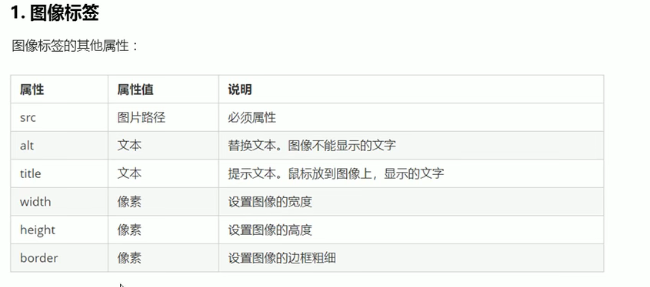 1. 图像标签
图像标签的其他属性：
属性 属性值 说明
src 图片路径 必须属性
alt 文本 替换文本。图像不能显示的文字
title 文本 提示文本。鼠标放到图像上，显示的文字
width 像素 设置图像的宽度
height 像素 设置图像的高度
border 像素 设置图像的边框粗细